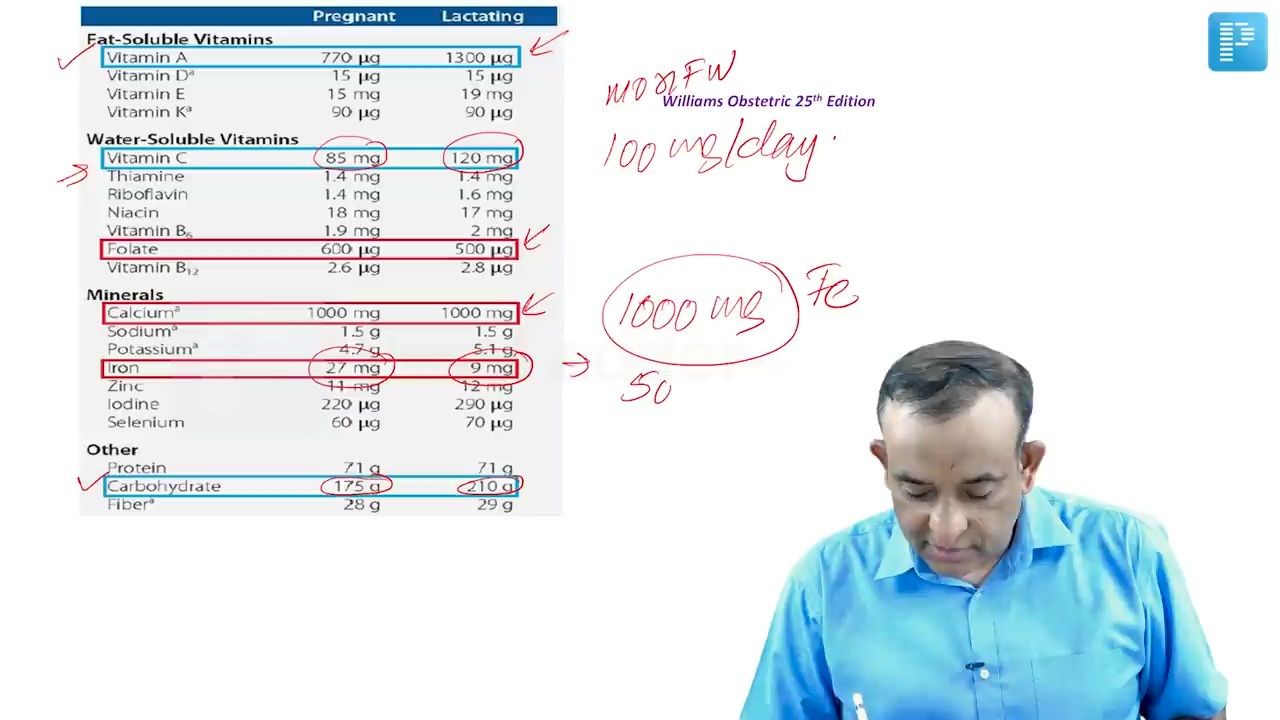 Pregnant Lactating
Fat-Soluble Vitamins
Vitamin A 770 µg 1300 µg
Vitamin Dª 15 µg 15 µg
Vitamin E 15 mg 19 mg
Vitamin Kª 90 µg 90 µg
Water-Soluble Vitamins
Vitamin C 85 mg 120 mg
Thiamine 1.4 mg 1.4 mg
Riboflavin 1.4 mg 1.6 mg
Niacin 18 mg 17 mg
Vitamin B₆ 1.9 mg 2 mg
Folate 600 µg 500 µg
Vitamin B₁₂ 2.6 µg 2.8 µg
Minerals
Calciumª 1000 mg 1000 mg
Sodiumª 1.5 g 1.5 g
Potassiumª 4.7 g 5.1 g
Iron 27 mg 9 mg
Zinc 11 mg 12 mg
Iodine 220 µg 290 µg
Selenium 60 µg 70 µg
Other
Protein 71 g 71 g
Carbohydrate 175 g 210 g
Fiberª 28 g 29 g
Williams Obstetric 25th Edition
100 mg/day.
1000 mg Fe
50